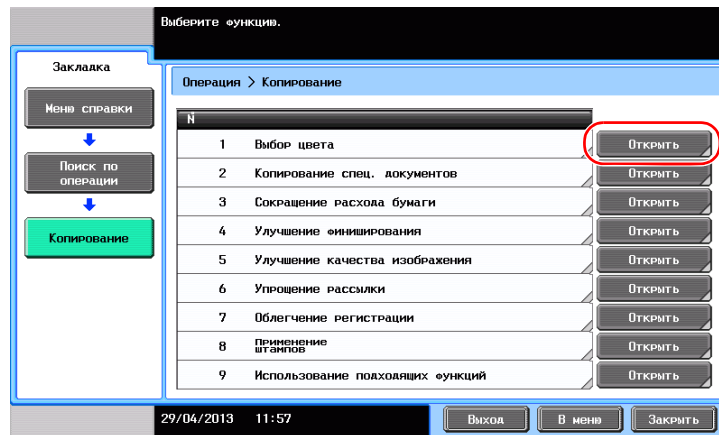 Выберите функцию.
Закладка
Меню справки
Поиск по
операции
Копирование
Операция > Копирование
№
1 Выбор цвета Открыть
2 Копирование спец. документов Открыть
3 Сокращение расхода бумаги Открыть
4 Улучшение финиширования Открыть
5 Улучшение качества изображения Открыть
6 Упрощение рассылки Открыть
7 Облегчение регистрации Открыть
8 Применение
штампов Открыть
9 Использование подходящих функций Открыть
29/04/2013 11:57 Выход В меню Закрыть